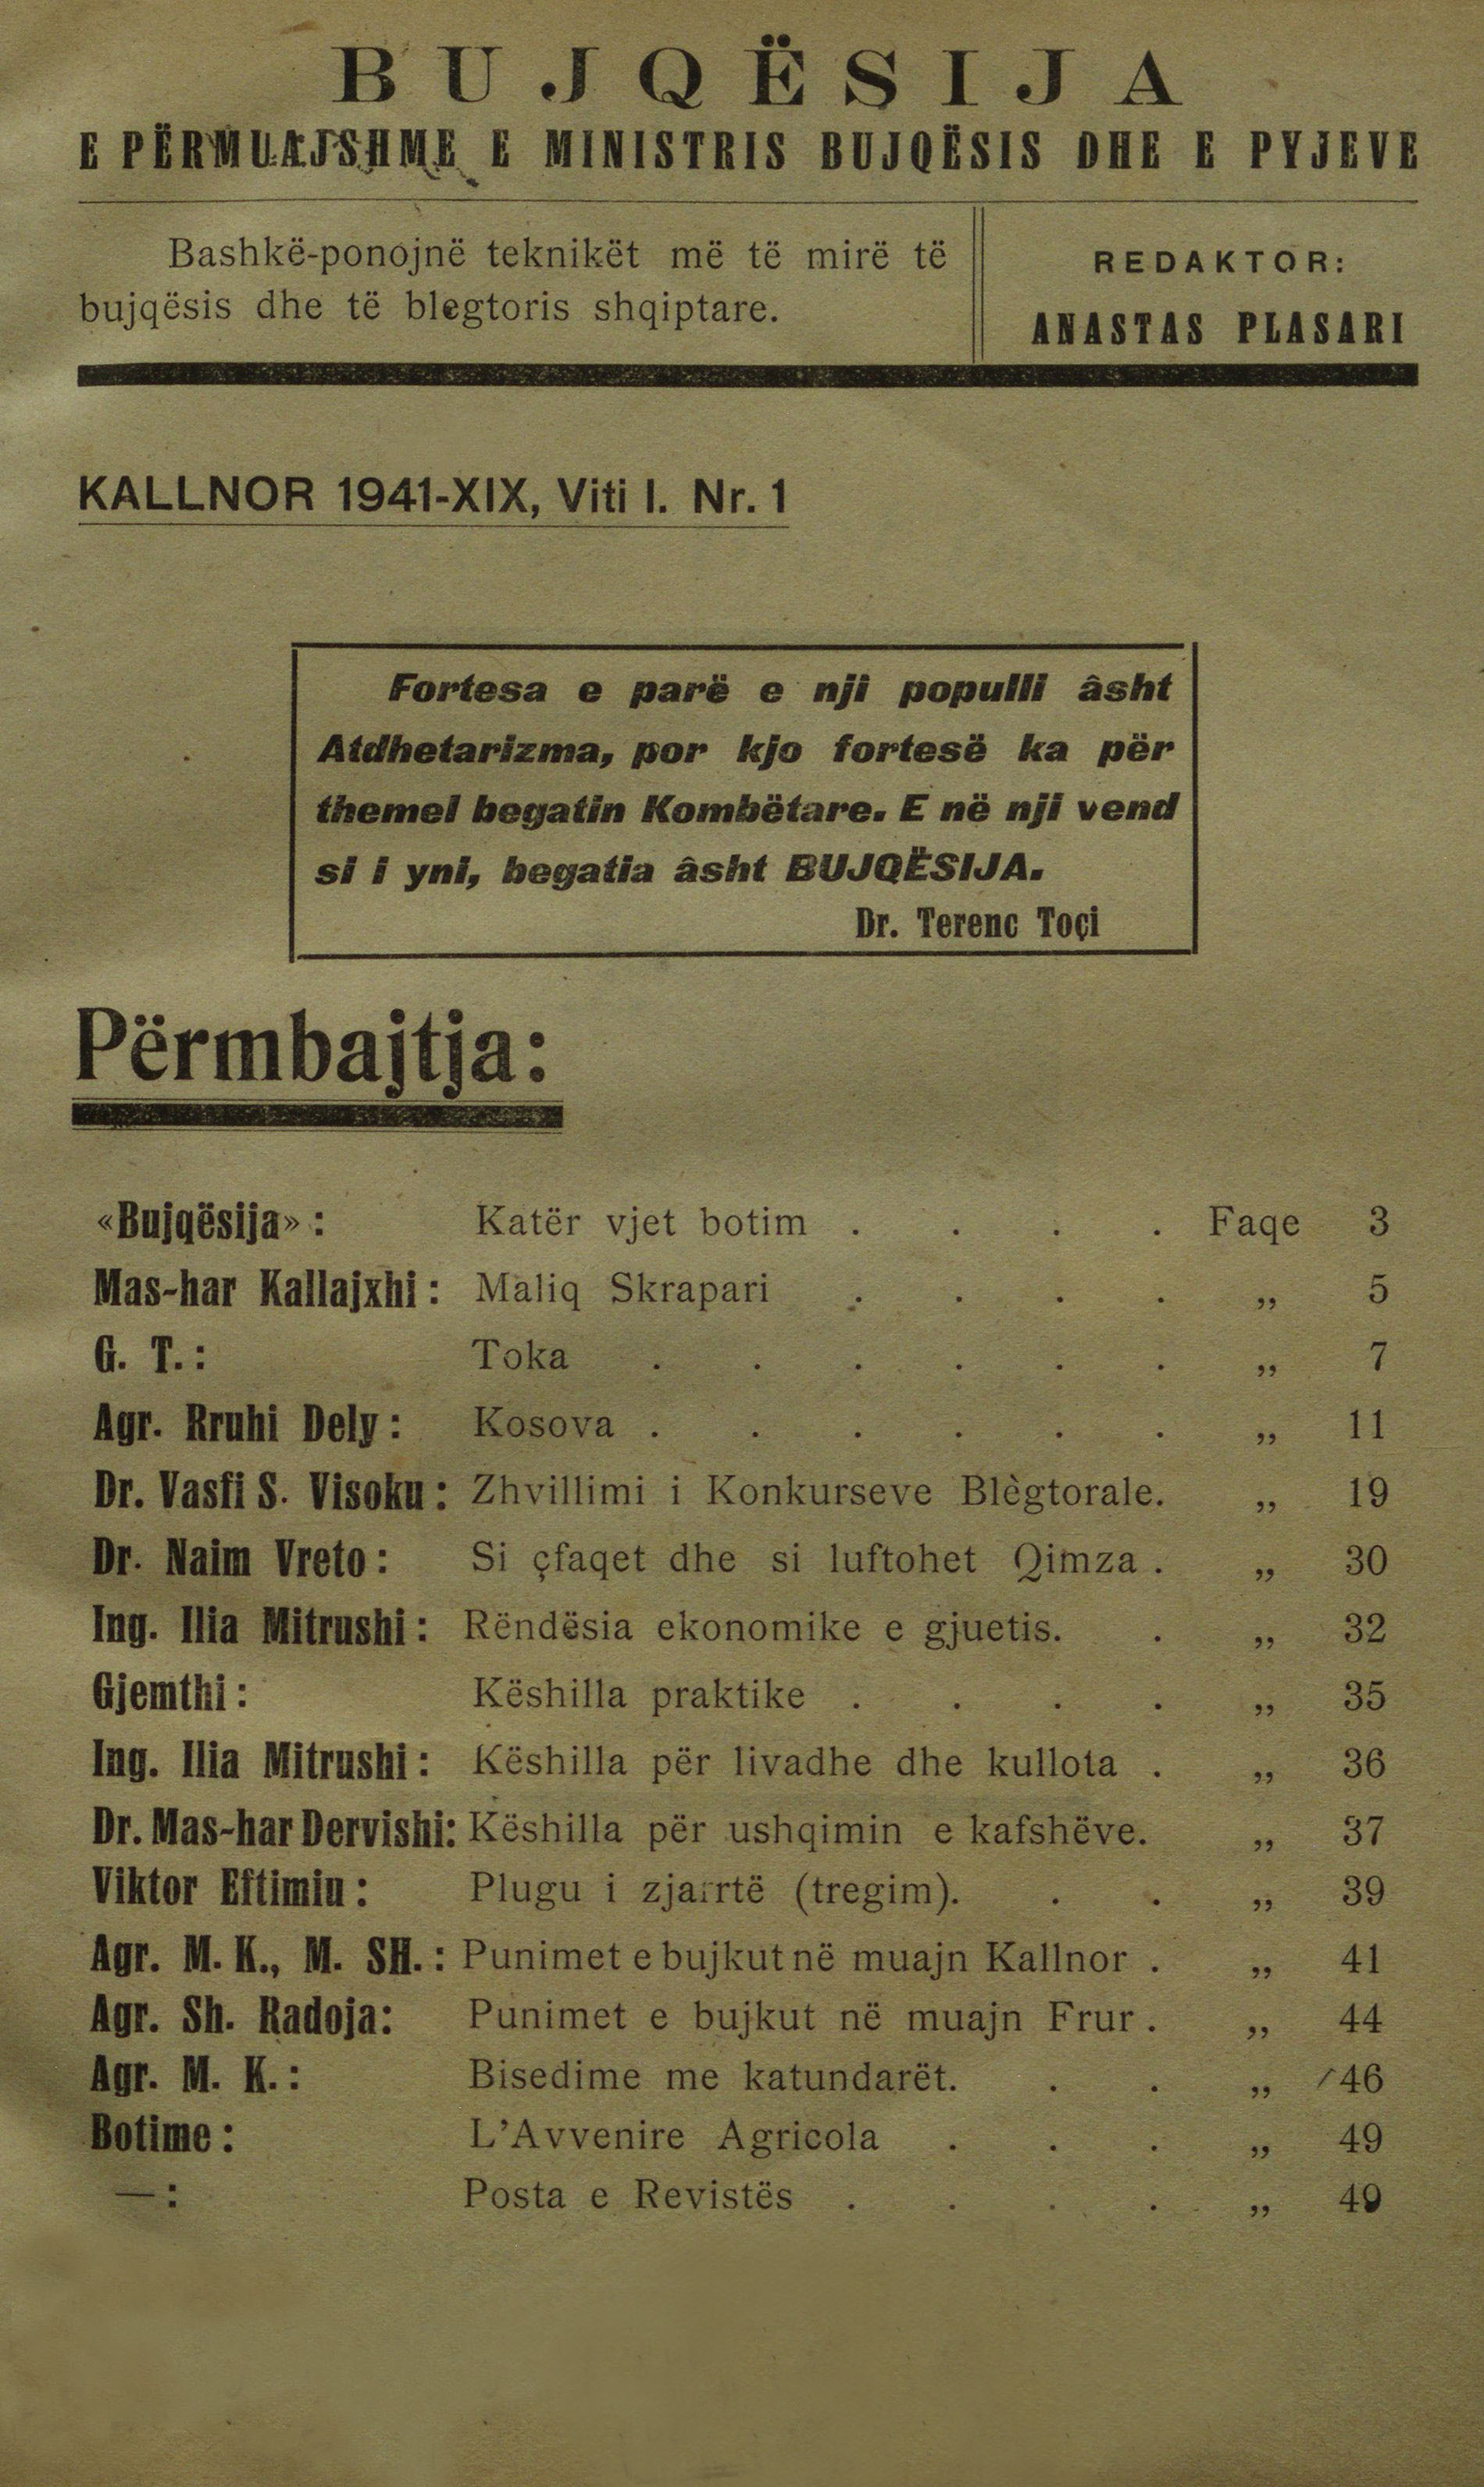 BUJQËSIJA
E PËRMUAJSHME E MINISTRIS BUJQËSIS DHE E PYJEVE
Bashkë-ponojnë teknikët më të mirë të
bujqësis dhe të blegtoris shqiptare.
REDAKTOR:
ANASTAS PLASARI
KALLNOR 1941-XIX, Viti I. Nr. 1
Fortesa e parë e nji populli âsht
Atdhetarizma, por kjo fortesë ka për
themel begatin Kombëtare. E në nji vend
si i yni, begatia âsht BUJQËSIJA.
Dr. Terenc Toçi
Përmbajtja:
«Bujqësija» : Katër vjet botim . . . . Faqe 3
Mas-har Kallajxhi : Maliq Skrapari . . . . „ 5
G. T. : Toka . . . . . . „ 7
Agr. Rruhi Dely : Kosova . . . . . . „ 11
Dr. Vasfi S. Visoku : Zhvillimi i Konkurseve Blègtorale. „ 19
Dr. Naim Vreto : Si çfaqet dhe si luftohet Qimza . „ 30
Ing. Ilia Mitrushi : Rëndësia ekonomike e gjuetis. . „ 32
Gjemthi : Këshilla praktike . . . . „ 35
Ing. Ilia Mitrushi : Këshilla për livadhe dhe kullota . „ 36
Dr. Mas-har Dervishi: Këshilla për ushqimin e kafshëve. „ 37
Viktor Eftimiu : Plugu i zjarrtë (tregim). . . „ 39
Agr. M. K., M. SH. : Punimet e bujkut në muajn Kallnor . „ 41
Agr. Sh. Radoja: Punimet e bujkut në muajn Frur . „ 44
Agr. M. K. : Bisedime me katundarët. . . „ 46
Botime : L'Avvenire Agricola . . . „ 49
— : Posta e Revistës . . . . „ 49